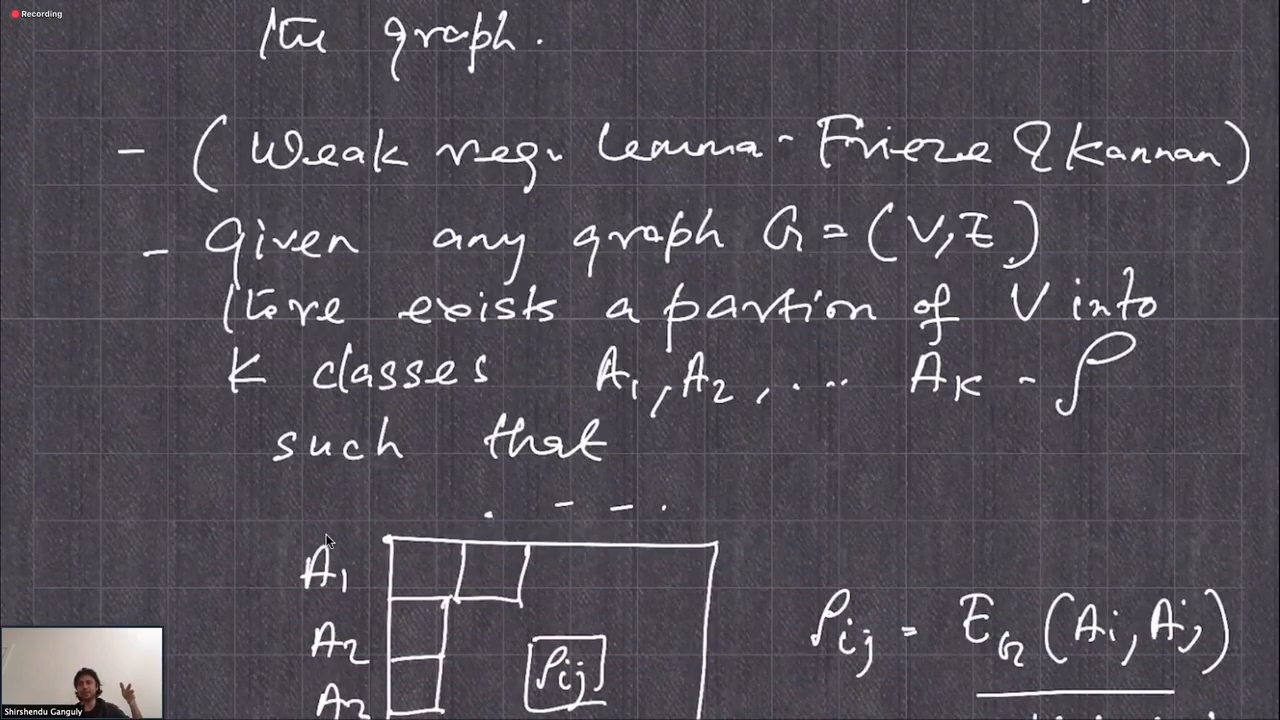 Recording
the graph.
- (Weak regu lemma - Frieze & Kannan)
- Given any graph G = (V, E)
there exists a partion of V into
K classes A1, A2, ... AK - P
such that
. - - .
A1
A2
ρij
ρij = EG (Ai, Aj)
Shirshendu Ganguly